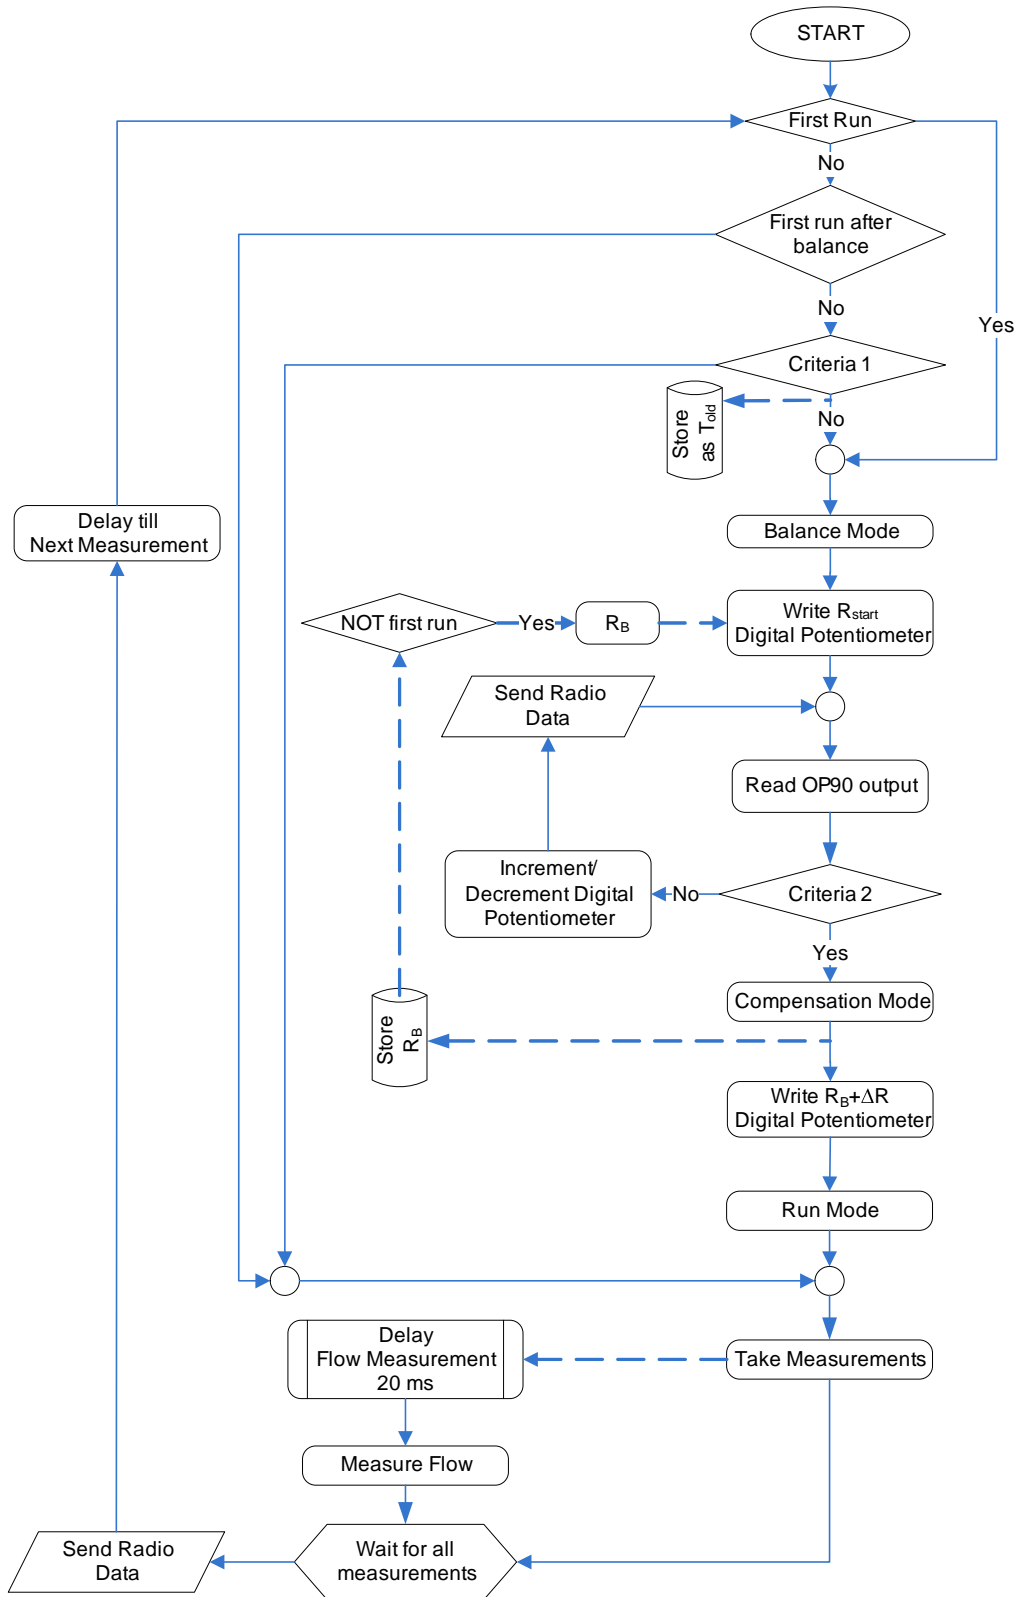 START
First Run
No
First run after
balance
No
Yes
Criteria 1
Store
as Told
No
Delay till
Next Measurement
Balance Mode
NOT first run
Yes
RB
Write Rstart
Digital Potentiometer
Send Radio
Data
Read OP90 output
Increment/
Decrement Digital
Potentiometer
No
Criteria 2
Yes
Compensation Mode
Store
RB
Write RB+ΔR
Digital Potentiometer
Run Mode
Delay
Flow Measurement
20 ms
Take Measurements
Measure Flow
Send Radio
Data
Wait for all
measurements